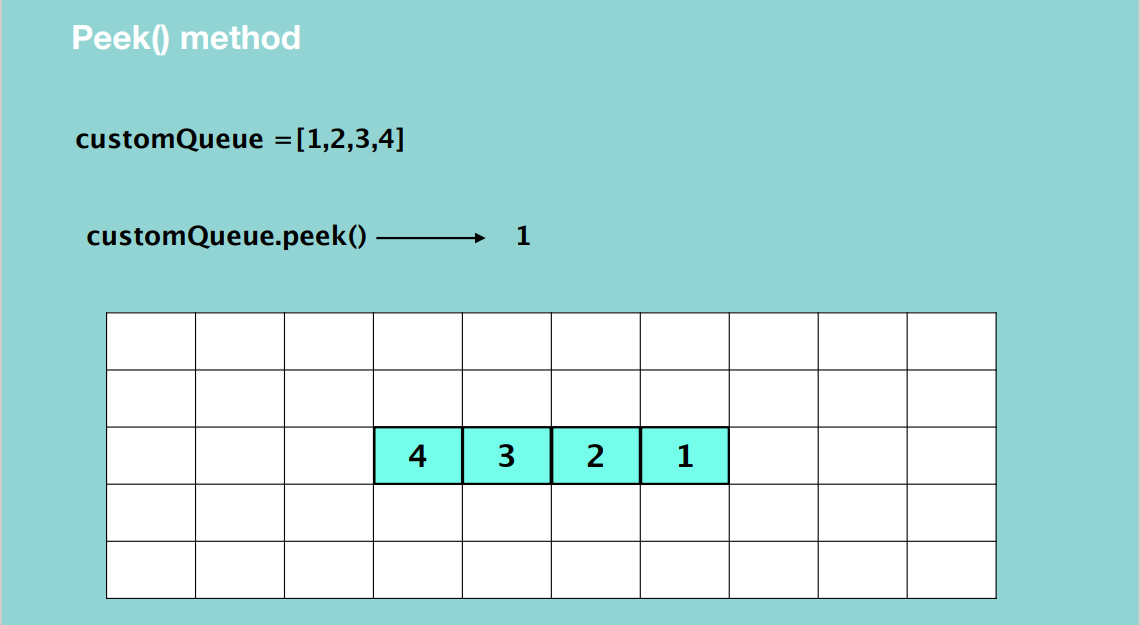 Peek() method
customQueue =[1,2,3,4]
customQueue.peek() 1
4 3 2 1